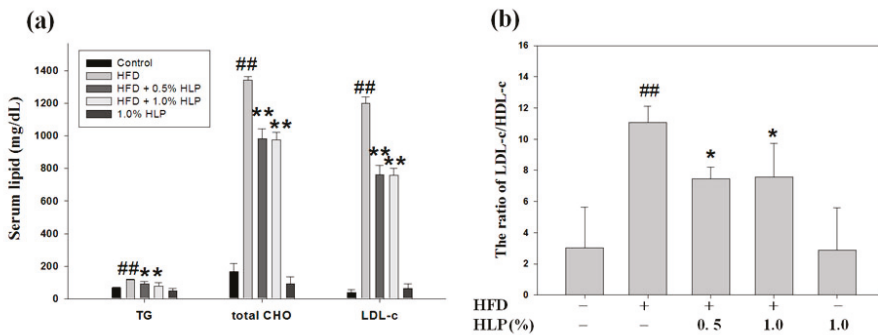 (a)
Serum lipid (mg/dL)
1400
1200
1000
800
600
400
200
0
Control
HFD
HFD + 0.5% HLP
HFD + 1.0% HLP
1.0% HLP
## ** 
## ** **
## ** **
TG total CHO LDL-c
(b)
The ratio of LDL-c/HDL-c
16
14
12
10
8
6
4
2
0
##
* *
HFD − + + + −
HLP(%) − − 0.5 1.0 1.0